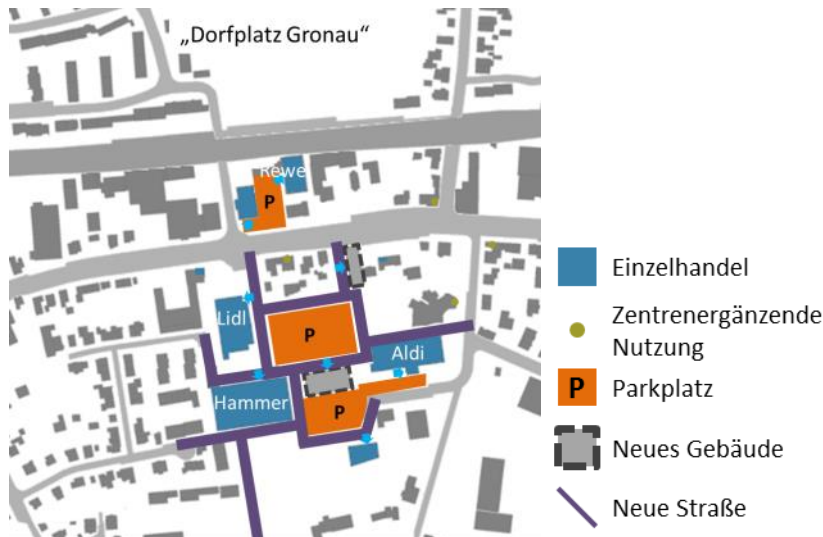 „Dorfplatz Gronau“
Rewe
P
Lidl
P
Aldi
Hammer
P
Einzelhandel
Zentrenergänzende
Nutzung
P Parkplatz
Neues Gebäude
Neue Straße